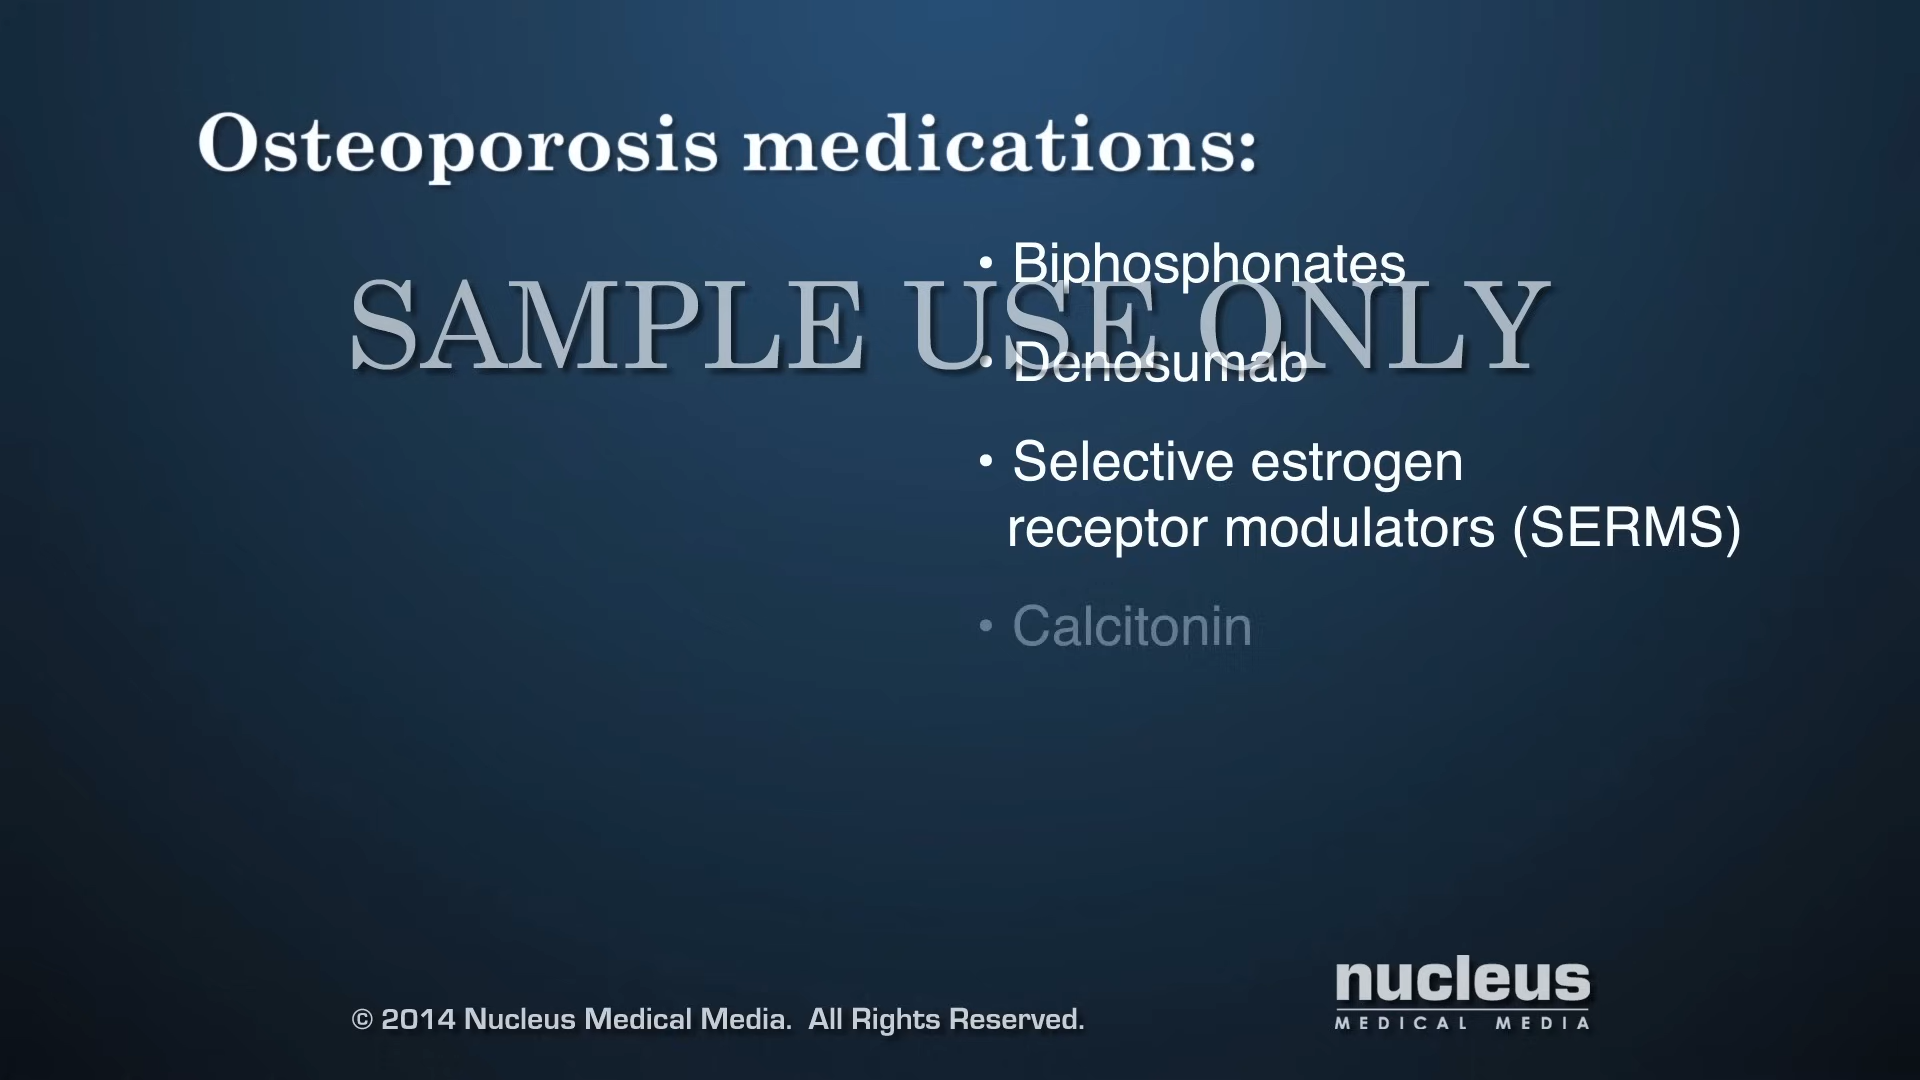 Osteoporosis medications:
• Biphosphonates
SAMPLE USE ONLY
• Denosumab
• Selective estrogen
receptor modulators (SERMS)
• Calcitonin
nucleus
MEDICAL MEDIA
© 2014 Nucleus Medical Media. All Rights Reserved.